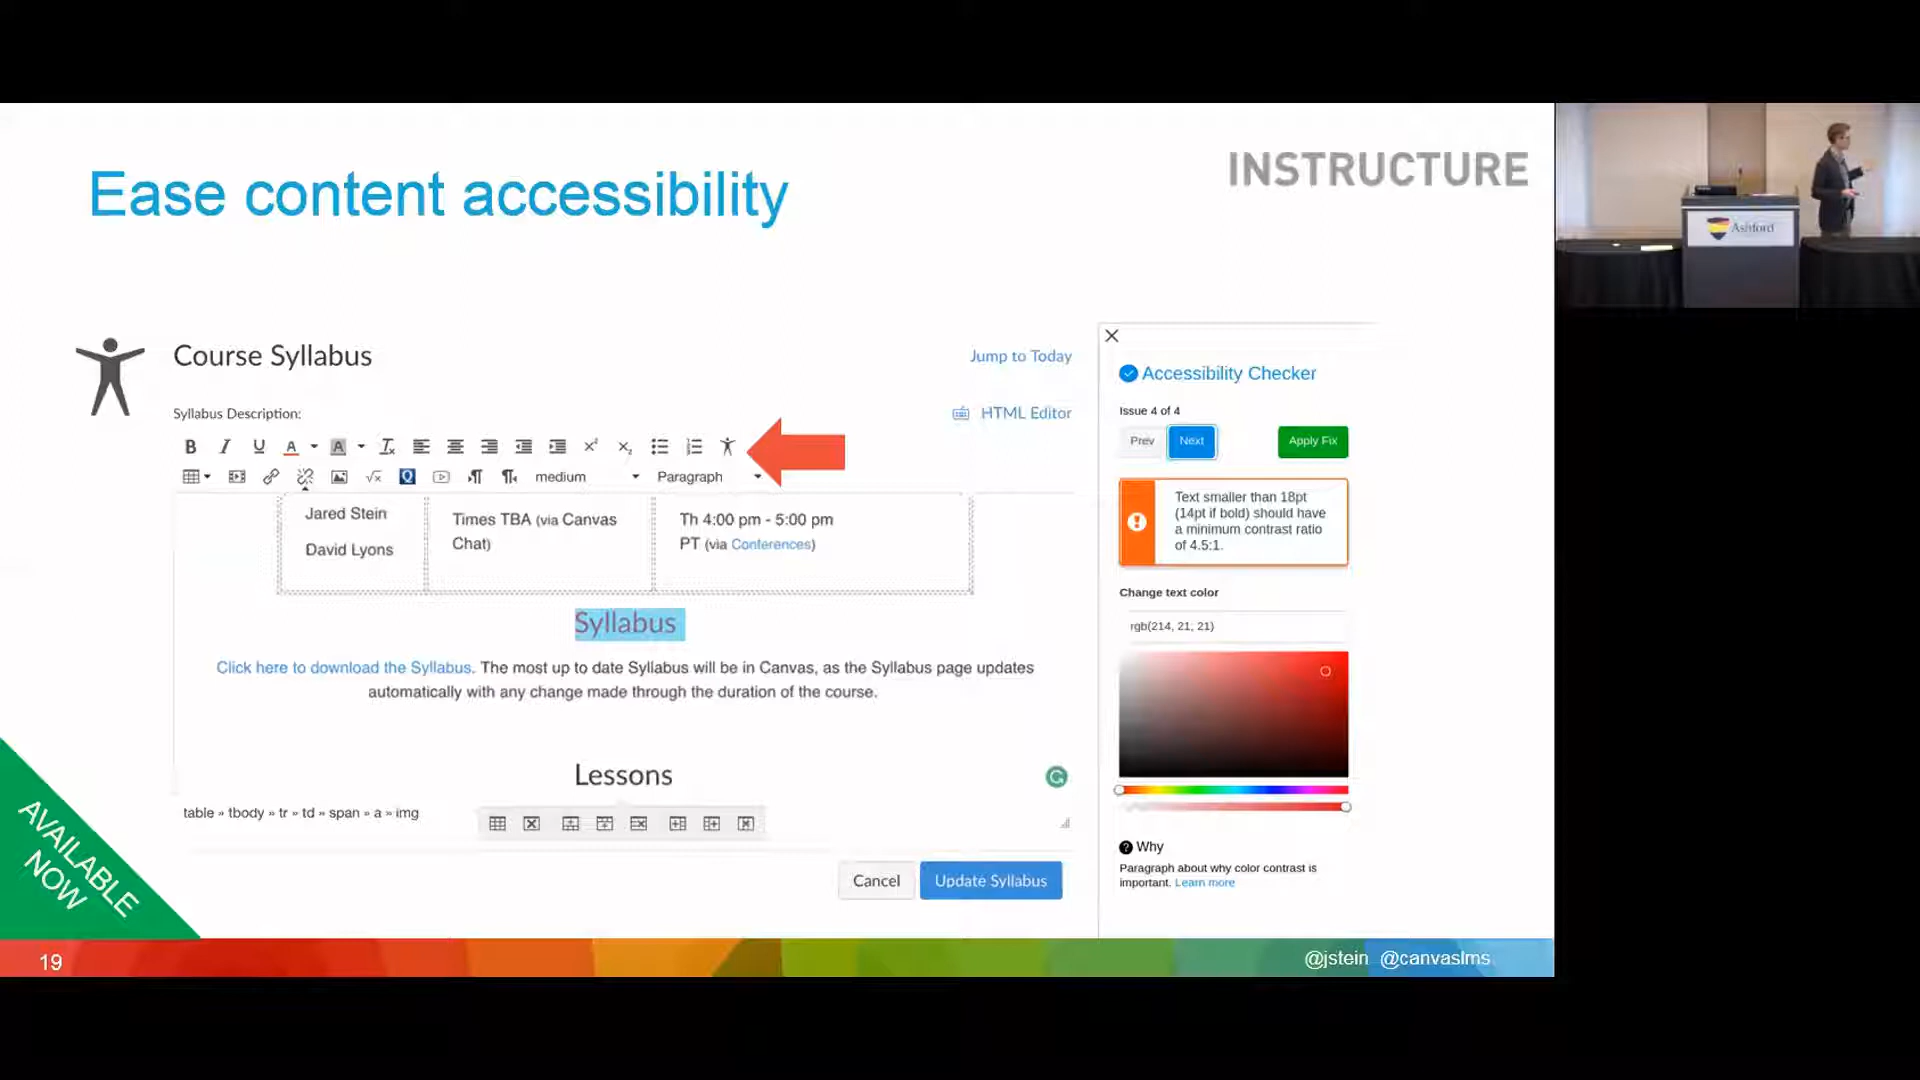 Ease content accessibility
INSTRUCTURE
Ashford
Course Syllabus
Jump to Today
Syllabus Description:
HTML Editor
B I U A A Tx x² x₂
medium
Paragraph
Jared Stein
David Lyons
Times TBA (via Canvas
Chat)
Th 4:00 pm - 5:00 pm
PT (via Conferences)
Syllabus
Click here to download the Syllabus. The most up to date Syllabus will be in Canvas, as the Syllabus page updates
automatically with any change made through the duration of the course.
Lessons
table » tbody » tr » td » span » a » img
Cancel
Update Syllabus
Accessibility Checker
Issue 4 of 4
Prev
Next
Apply Fix
Text smaller than 18pt
(14pt if bold) should have
a minimum contrast ratio
of 4.5:1.
Change text color
rgb(214, 21, 21)
Why
Paragraph about why color contrast is
important. Learn more
AVAILABLE
NOW
19
@jstein @canvaslms